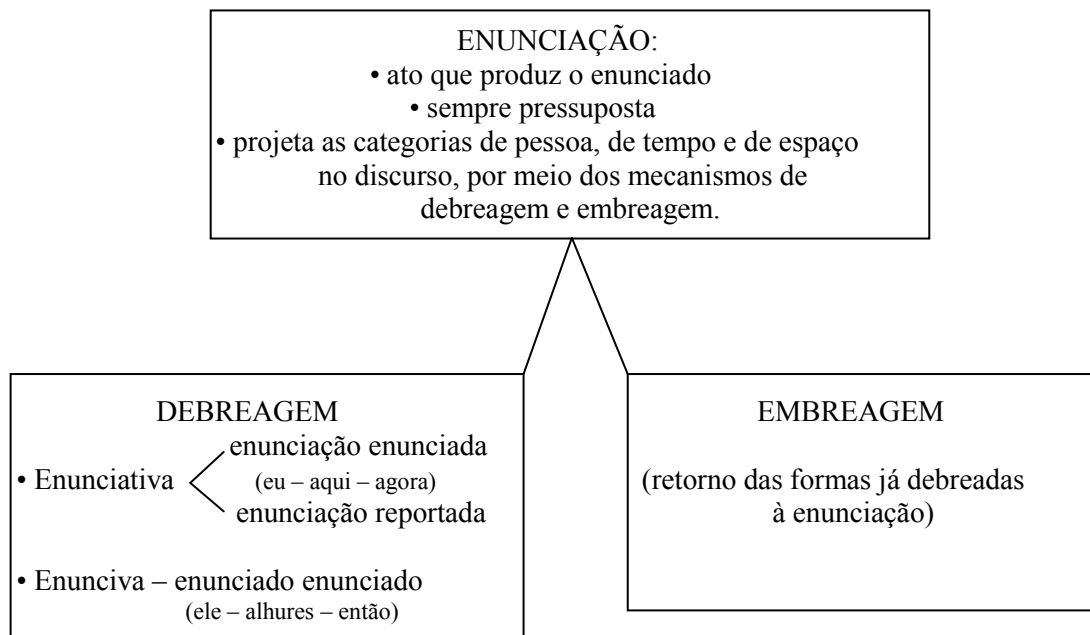 ENUNCIAÇÃO:
• ato que produz o enunciado
• sempre pressuposta
• projeta as categorias de pessoa, de tempo e de espaço
no discurso, por meio dos mecanismos de
debreagem e embreagem.
DEBREAGEM
enunciação enunciada
• Enunciativa
(eu – aqui – agora)
enunciação reportada
• Enunciva – enunciado enunciado
(ele – alhures – então)
EMBREAGEM
(retorno das formas já debreadas
à enunciação)